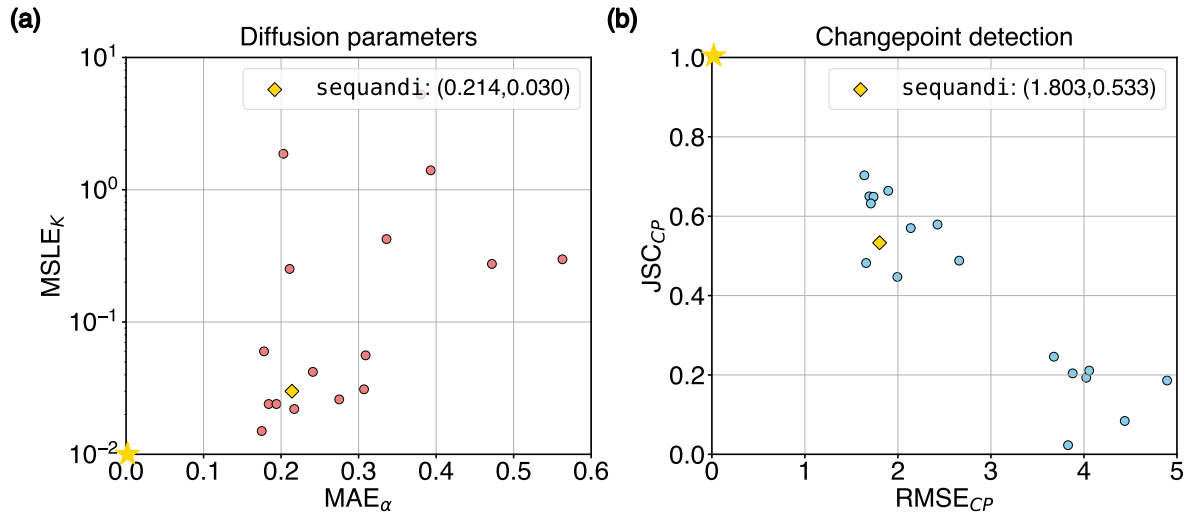 (a)
Diffusion parameters
sequandi: (0.214,0.030)
MSLE_K
10^1
10^0
10^−1
10^−2
0.0 0.1 0.2 0.3 0.4 0.5 0.6
MAE_α
(b)
Changepoint detection
sequandi: (1.803,0.533)
JSC_CP
1.0
0.8
0.6
0.4
0.2
0.0
0 1 2 3 4 5
RMSE_CP